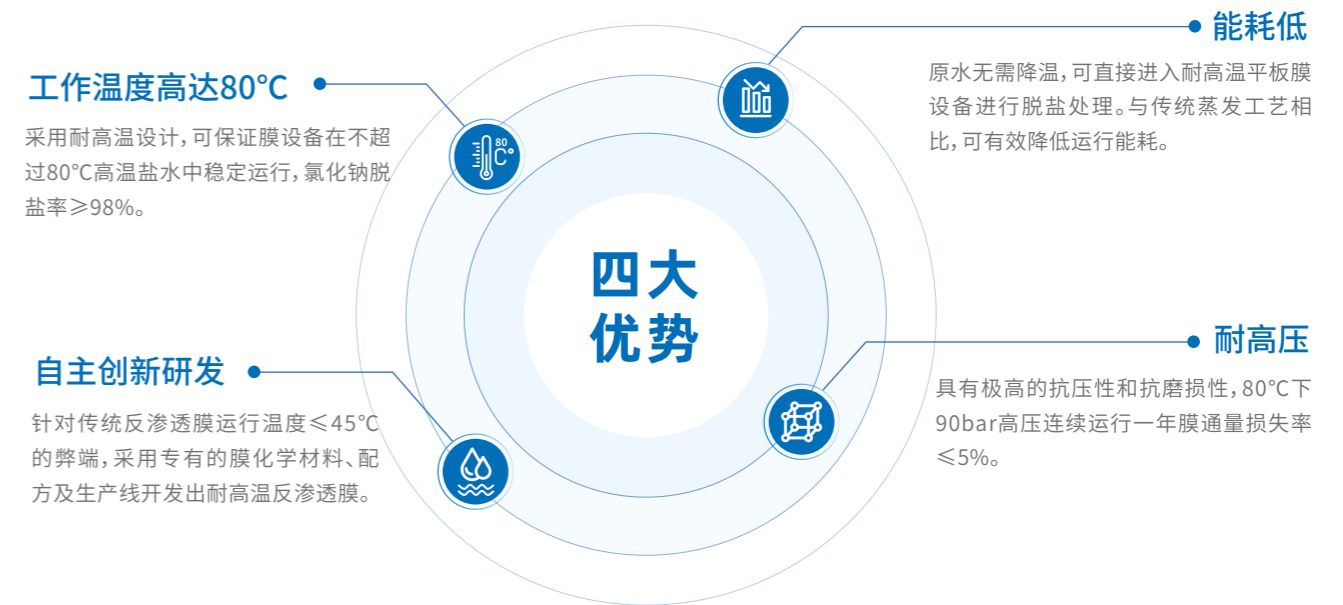 工作温度高达80℃
采用耐高温设计，可保证膜设备在不超
过80℃高温盐水中稳定运行，氯化钠脱
盐率≥98%。
80
C°
能耗低
原水无需降温，可直接进入耐高温平板膜
设备进行脱盐处理。与传统蒸发工艺相
比，可有效降低运行能耗。
四大
优势
自主创新研发
针对传统反渗透膜运行温度≤45℃
的弊端，采用专有的膜化学材料、配
方及生产线开发出耐高温反渗透膜。
耐高压
具有极高的抗压性和抗磨损性，80℃下
90bar高压连续运行一年膜通量损失率
≤5%。